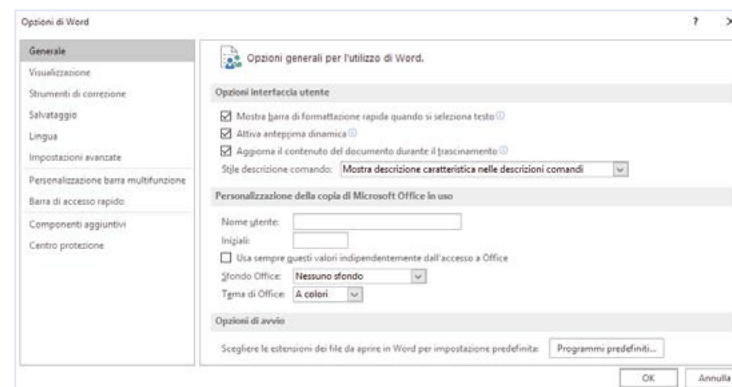 Opzioni di Word
? ×
Generale
Visualizzazione
Strumenti di correzione
Salvataggio
Lingua
Impostazioni avanzate
Personalizzazione barra multifunzione
Barra di accesso rapido
Componenti aggiuntivi
Centro protezione
Opzioni generali per l'utilizzo di Word.
Opzioni interfaccia utente
Mostra barra di formattazione rapida quando si seleziona testo
Attiva anteprima dinamica
Aggiorna il contenuto del documento durante il trascinamento
Stile descrizione comando: Mostra descrizione caratteristica nelle descrizioni comandi
Personalizzazione della copia di Microsoft Office in uso
Nome utente:
Iniziali:
Usa sempre questi valori indipendentemente dall'accesso a Office
Sfondo Office: Nessuno sfondo
Tema di Office: A colori
Opzioni di avvio
Scegliere le estensioni dei file da aprire in Word per impostazione predefinita: Programmi predefiniti...
OK Annulla